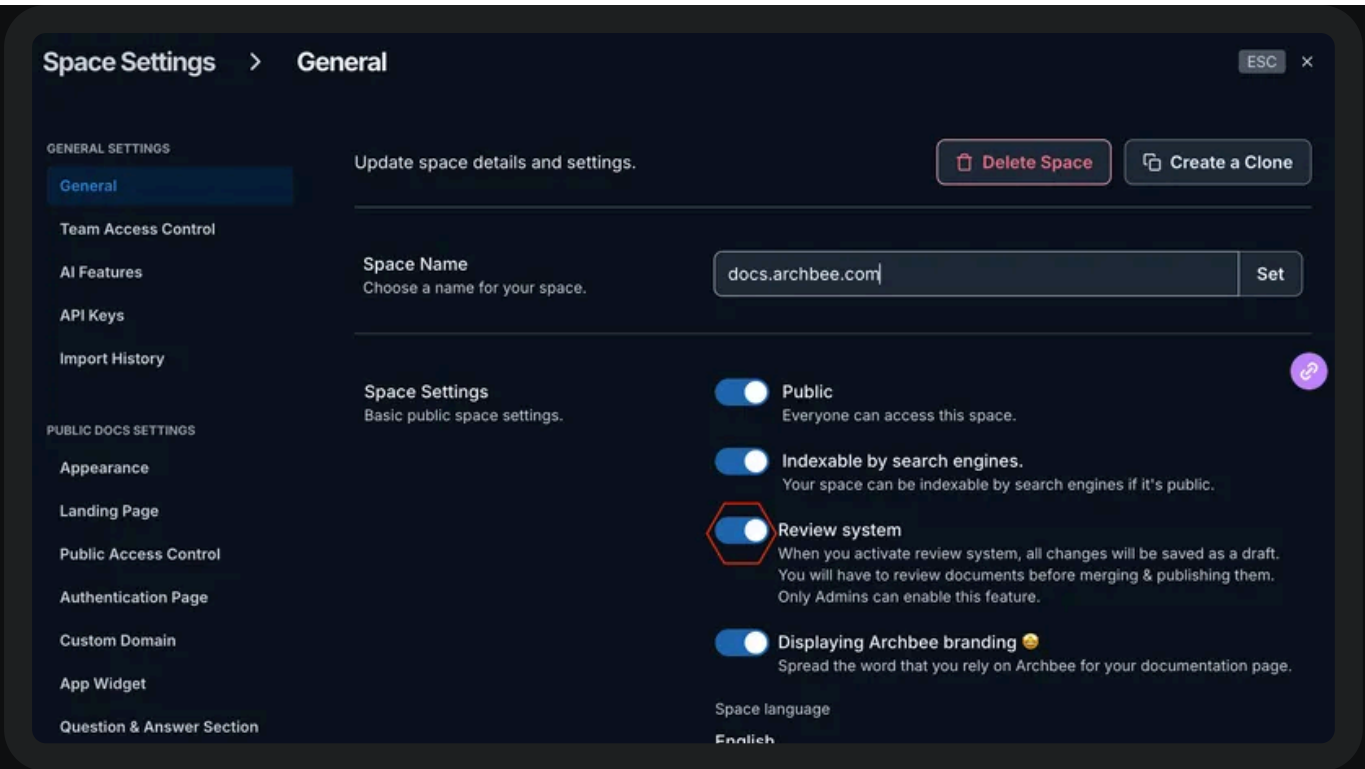 Space Settings > General
ESC ×
GENERAL SETTINGS
General
Team Access Control
AI Features
API Keys
Import History
PUBLIC DOCS SETTINGS
Appearance
Landing Page
Public Access Control
Authentication Page
Custom Domain
App Widget
Question & Answer Section
Update space details and settings.
Delete Space
Create a Clone
Space Name
Choose a name for your space.
docs.archbee.com
Set
Space Settings
Basic public space settings.
Public
Everyone can access this space.
Indexable by search engines.
Your space can be indexable by search engines if it's public.
Review system
When you activate review system, all changes will be saved as a draft.
You will have to review documents before merging & publishing them.
Only Admins can enable this feature.
Displaying Archbee branding 🤩
Spread the word that you rely on Archbee for your documentation page.
Space language
English